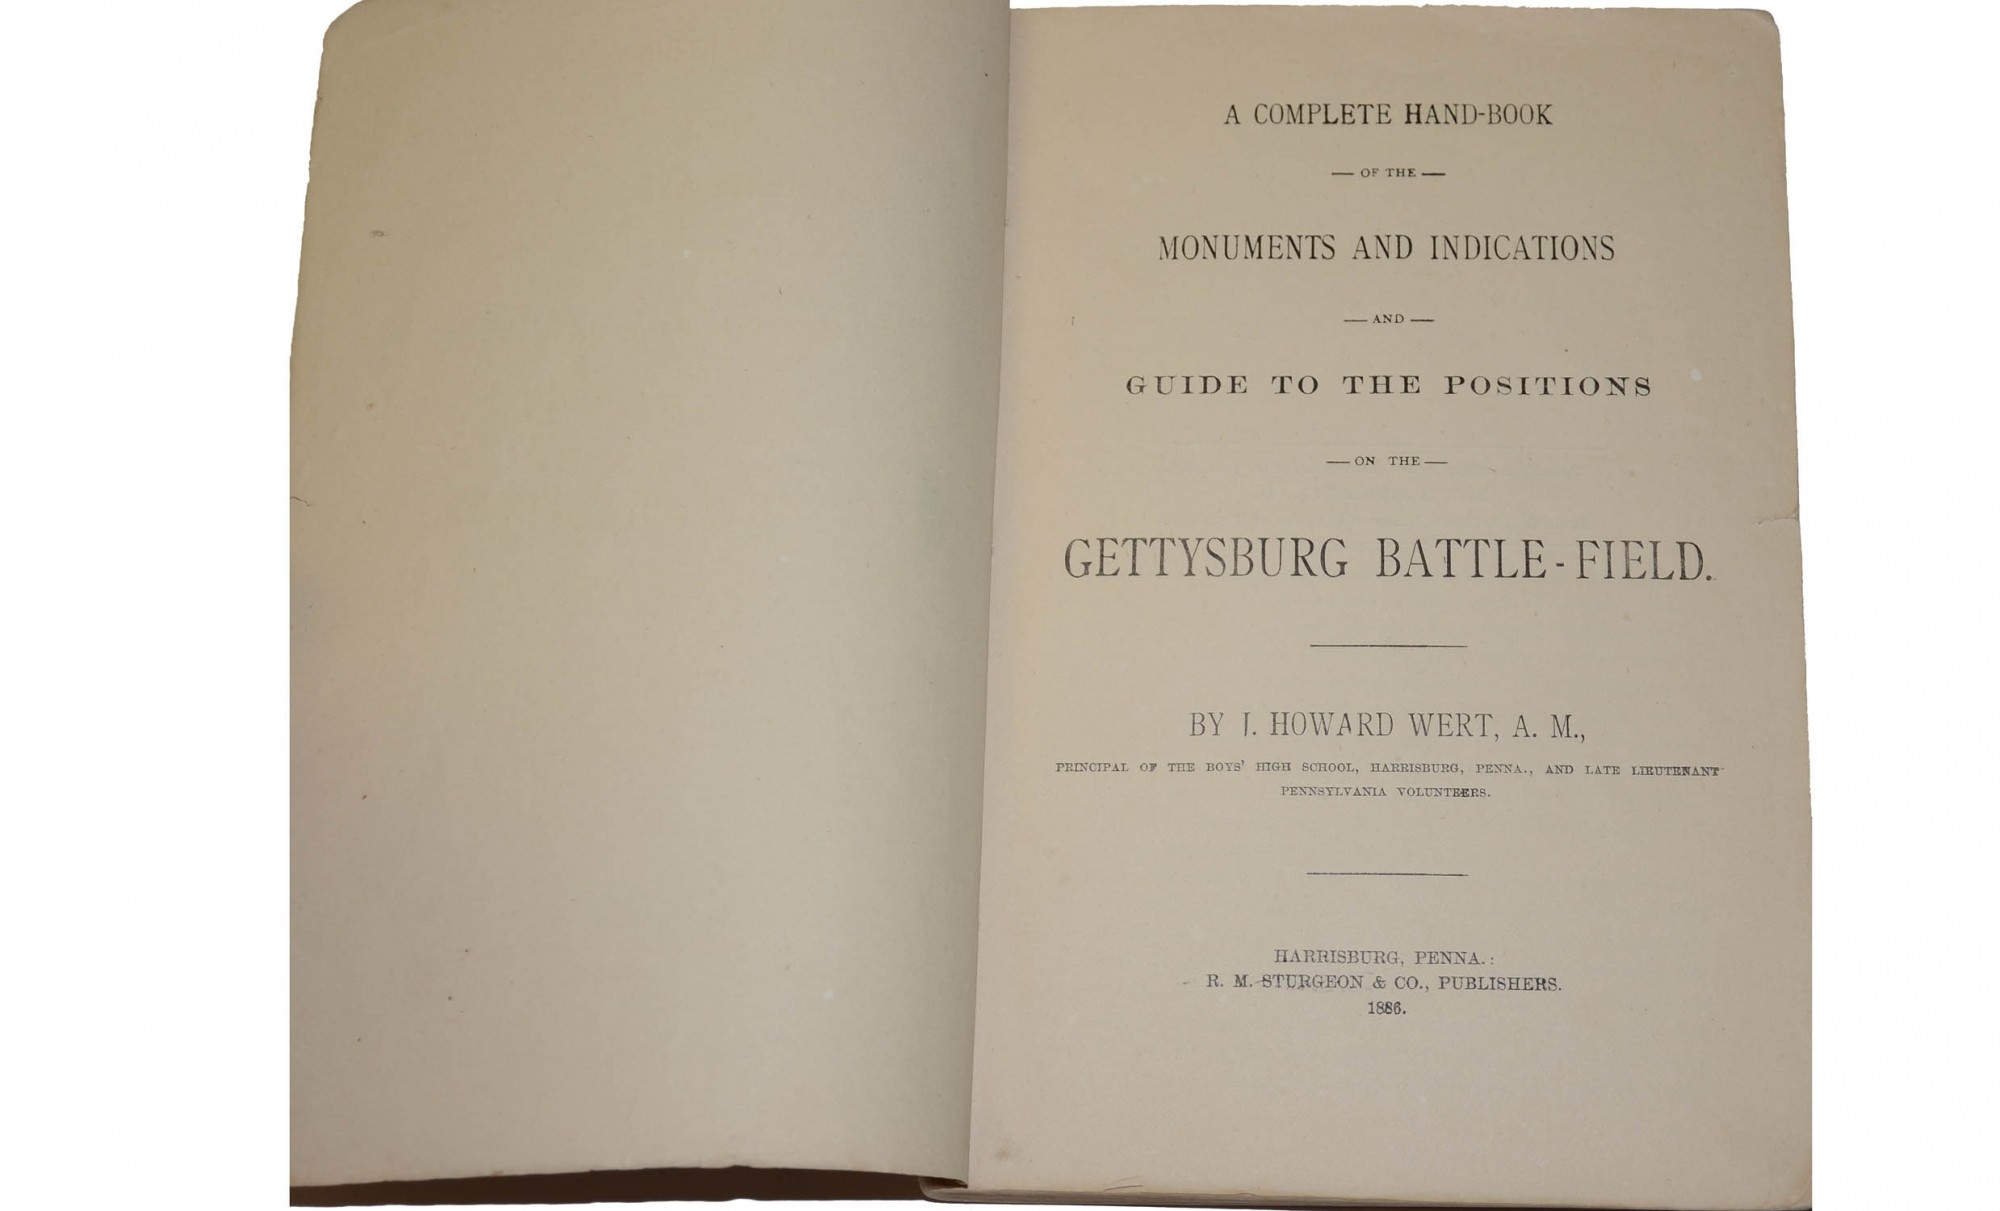 A COMPLETE HAND-BOOK
— OF THE —
MONUMENTS AND INDICATIONS
— AND —
GUIDE TO THE POSITIONS
— ON THE —
GETTYSBURG BATTLE-FIELD.
BY J. HOWARD WERT, A. M.,
PRINCIPAL OF THE BOYS' HIGH SCHOOL, HARRISBURG, PENNA., AND LATE LIEUTENANT
PENNSYLVANIA VOLUNTEERS.
HARRISBURG, PENNA.:
R. M. STURGEON & CO., PUBLISHERS.
1886.